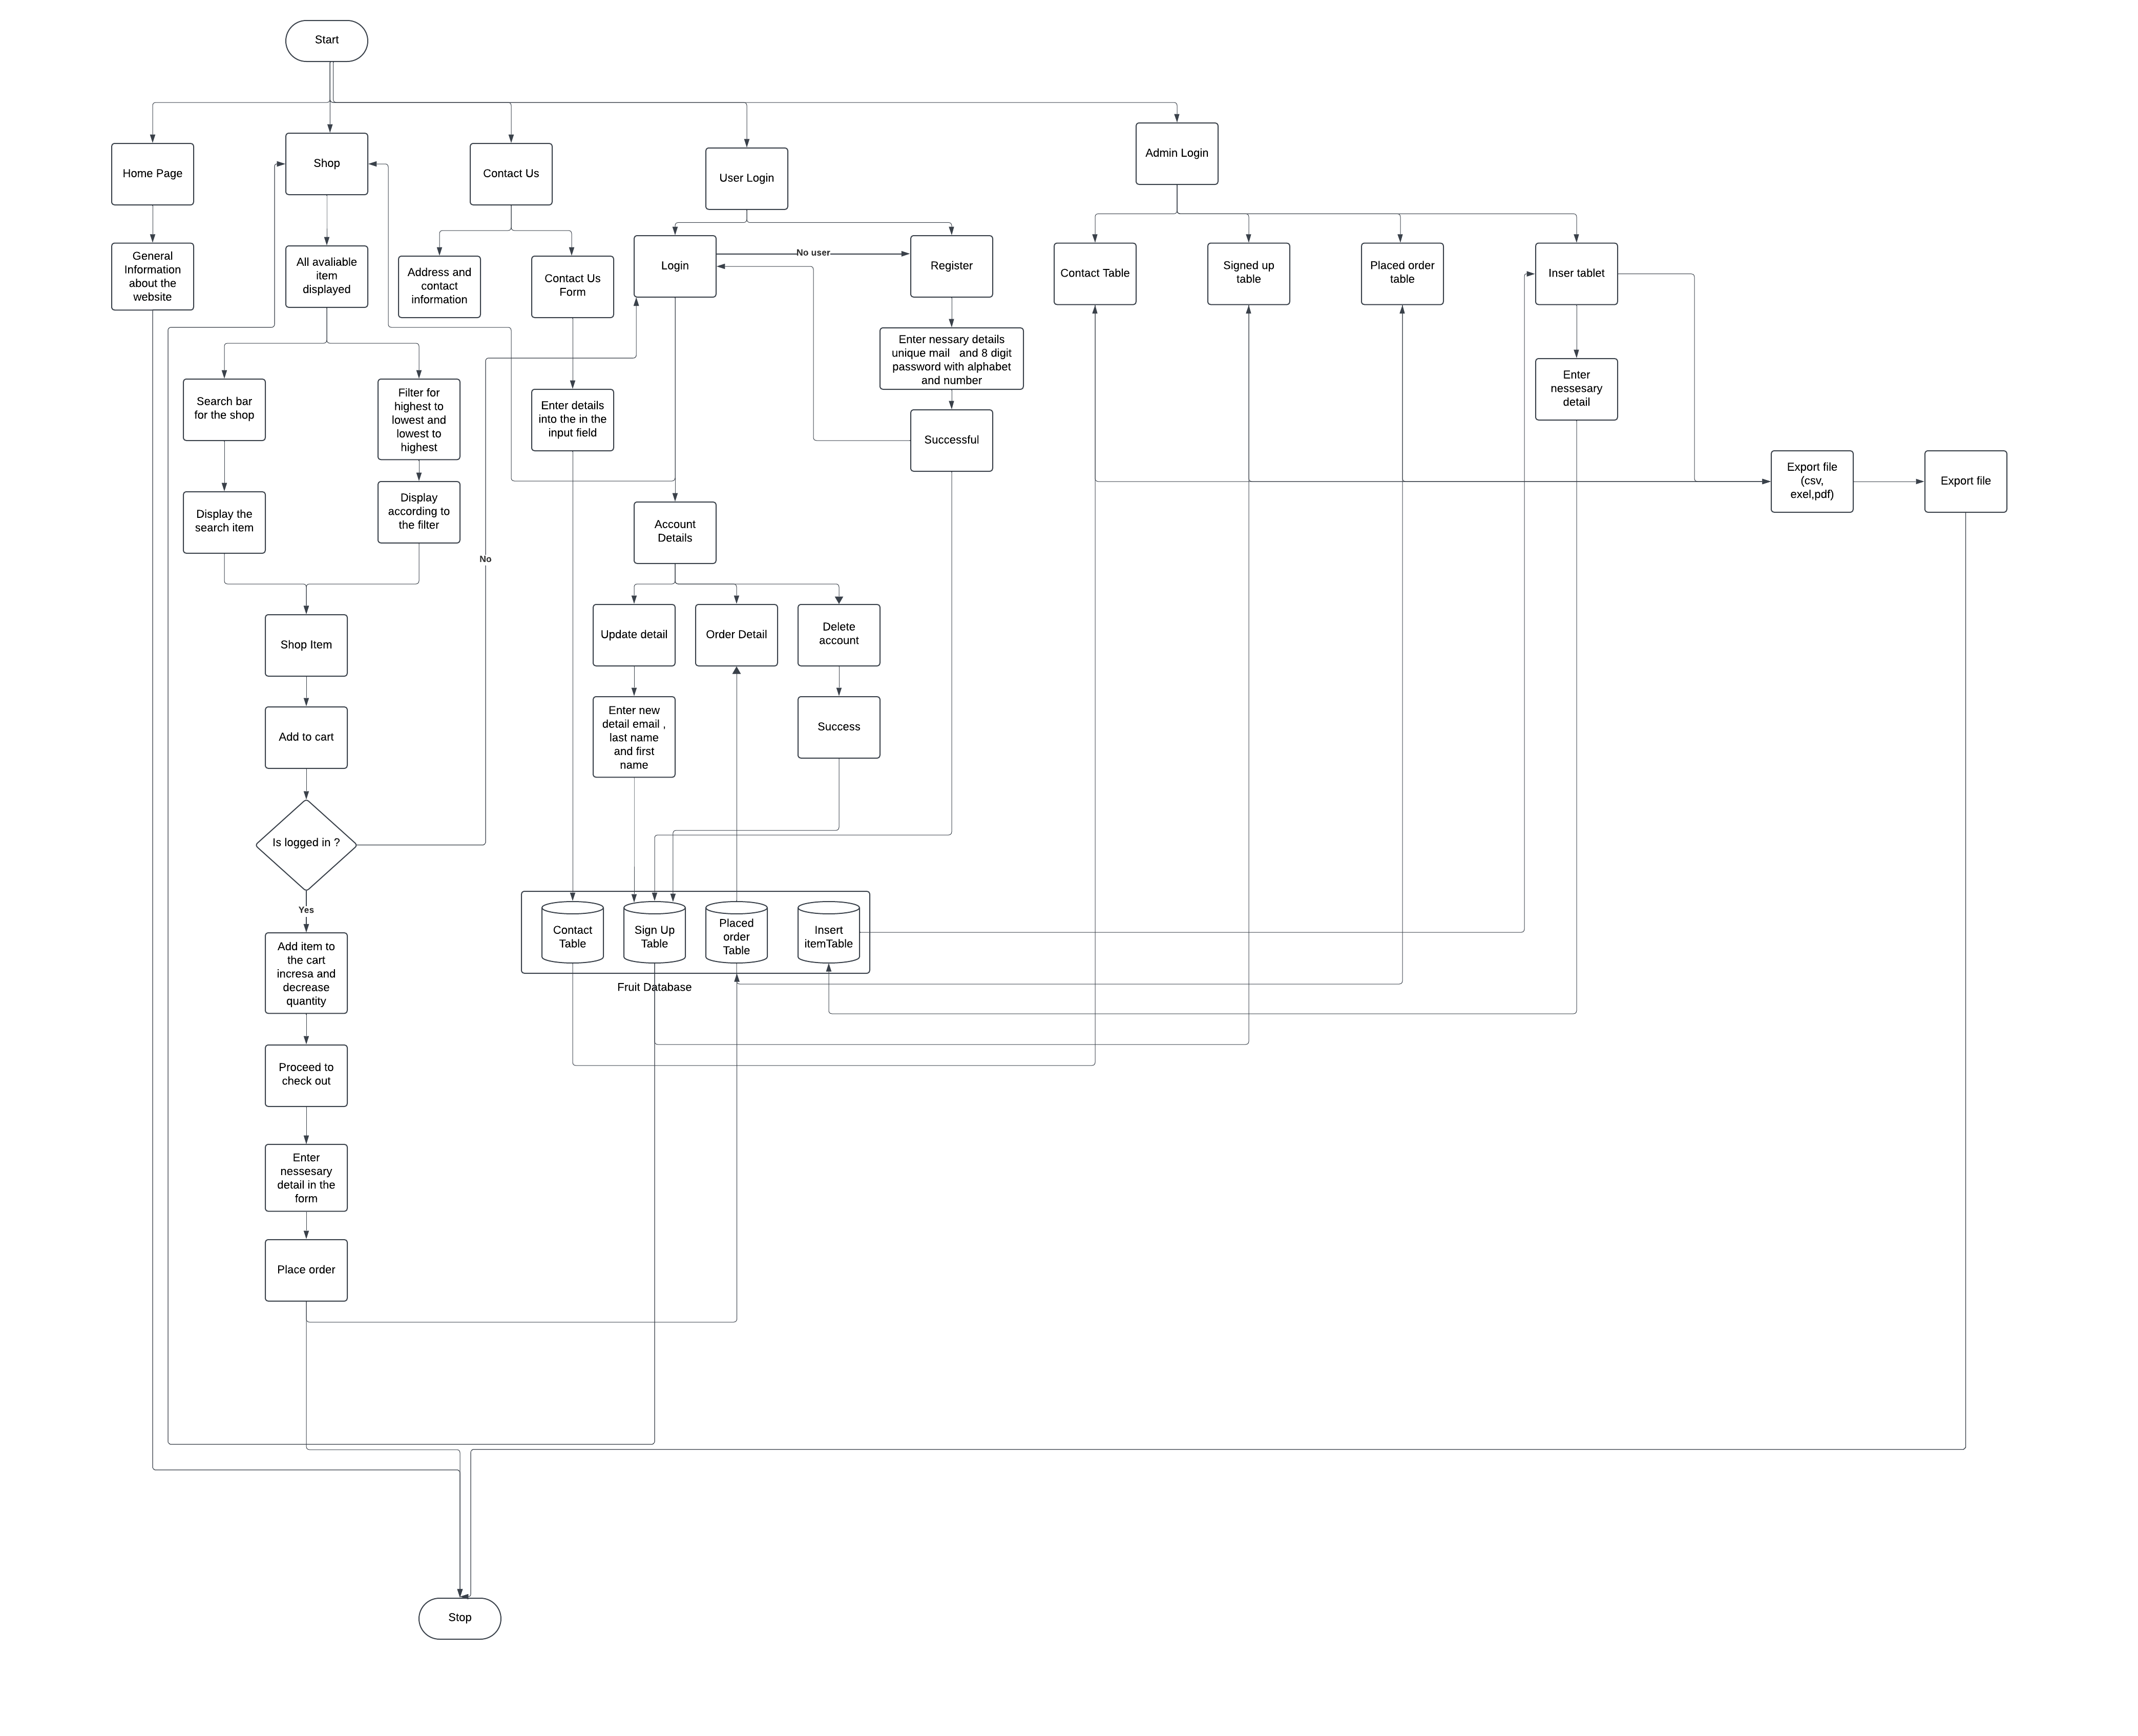 Start
Home Page
Shop
Contact Us
User Login
Admin Login
General
Information
about the
website
All avaliable
item
displayed
Address and
contact
information
Contact Us
Form
Login
No user
Register
Contact Table
Signed up
table
Placed order
table
Inser tablet
Enter nessary details
unique mail   and 8 digit
password with alphabet
and number
Enter
nessesary
detail
Search bar
for the shop
Filter for
highest to
lowest and
lowest to
highest
Enter details
into the in the
input field
Successful
Export file
(csv,
exel,pdf)
Export file
Display the
search item
Display
according to
the filter
Account
Details
No
Shop Item
Update detail
Order Detail
Delete
account
Add to cart
Enter new
detail email ,
last name
and first
name
Success
Is logged in ?
Yes
Add item to
the cart
incresa and
decrease
quantity
Contact
Table
Sign Up
Table
Placed
order
Table
Insert
itemTable
Fruit Database
Proceed to
check out
Enter
nessesary
detail in the
form
Place order
Stop